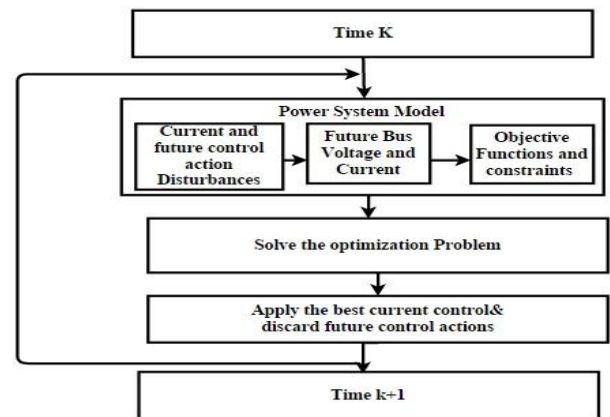 Time K
Power System Model
Current and
future control
action
Disturbances
Future Bus
Voltage and
Current
Objective
Functions and
constraints
Solve the optimization Problem
Apply the best current control&
discard future control actions
Time k+1